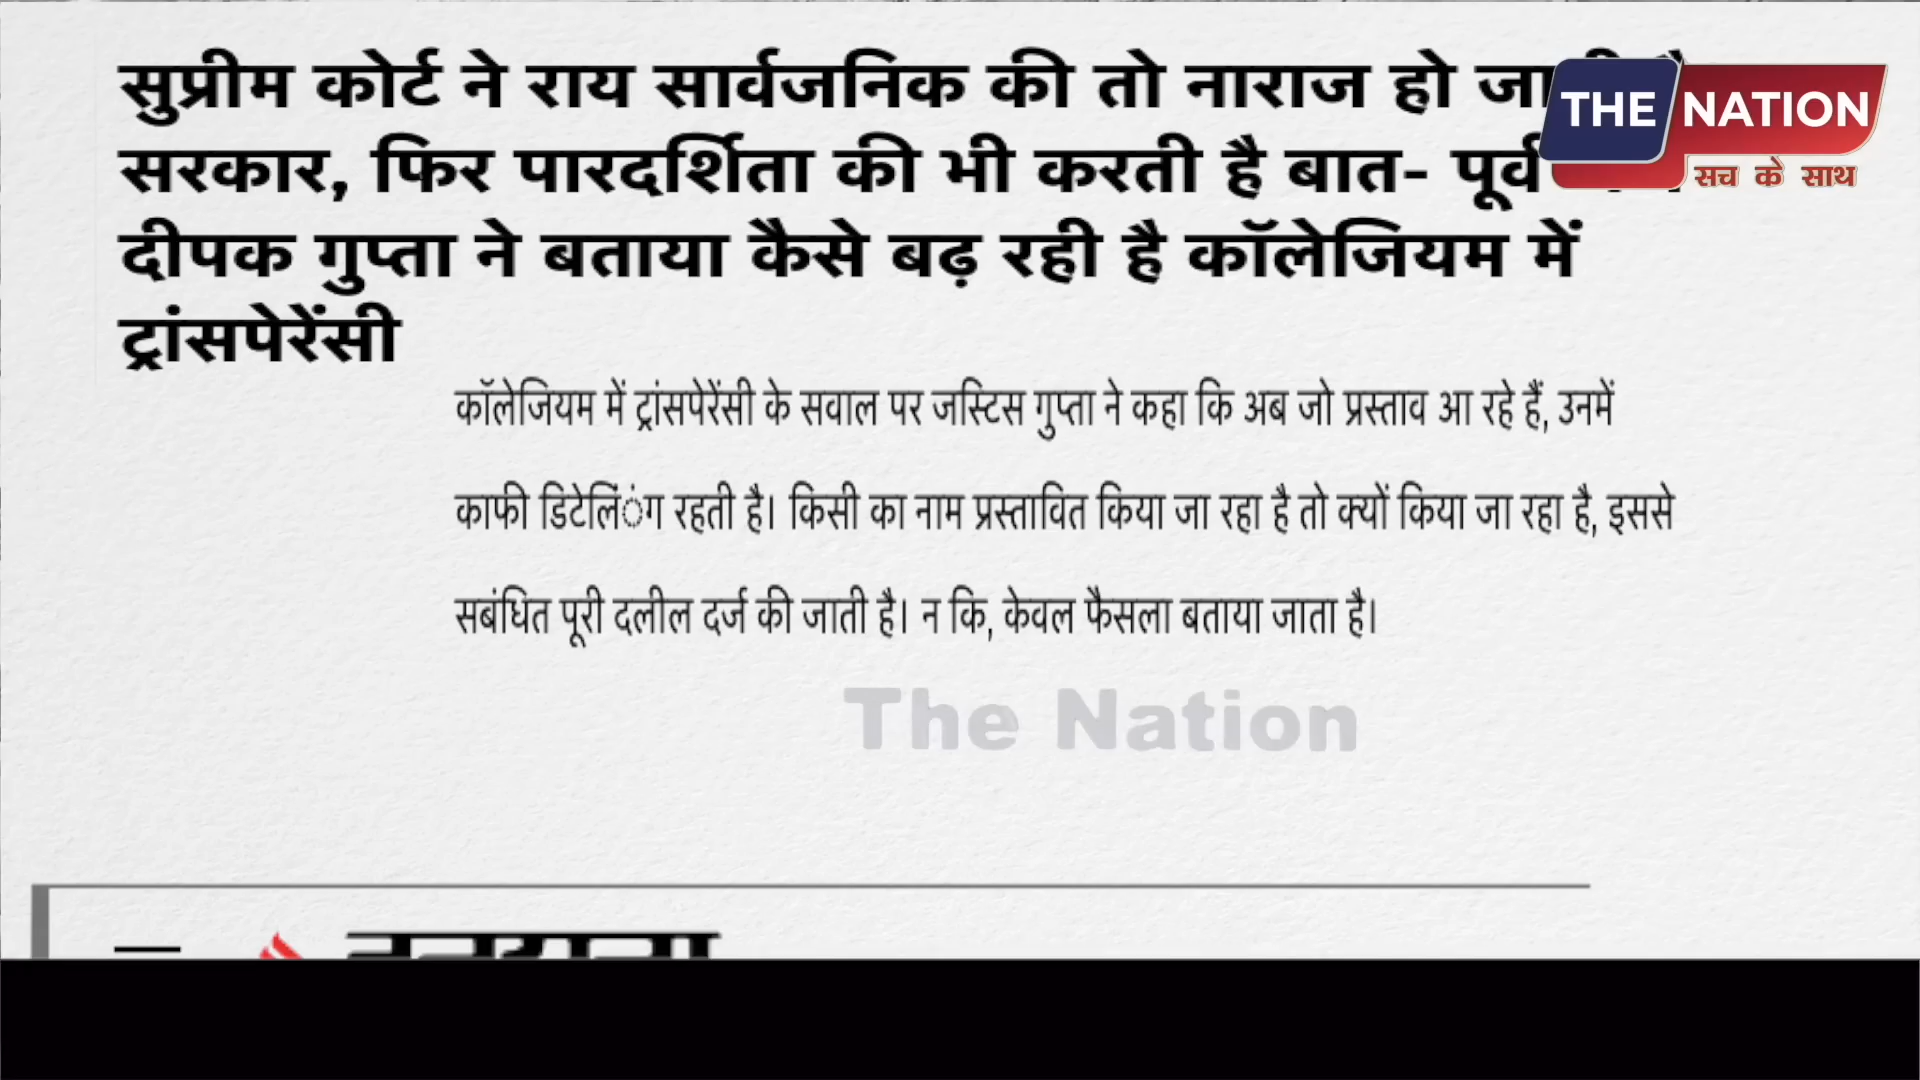 सुप्रीम कोर्ट ने राय सार्वजनिक की तो नाराज हो
THE NATION
सच के साथ
सरकार, फिर पारदर्शिता की भी करती है बात- पूर्व
दीपक गुप्ता ने बताया कैसे बढ़ रही है कॉलेजियम में
ट्रांसपेरेंसी
कॉलेजियम में ट्रांसपेरेंसी के सवाल पर जस्टिस गुप्ता ने कहा कि अब जो प्रस्ताव आ रहे हैं, उनमें
काफी डिटेलिंंग रहती है। किसी का नाम प्रस्तावित किया जा रहा है तो क्यों किया जा रहा है, इससे
सबंधित पूरी दलील दर्ज की जाती है। न कि, केवल फैसला बताया जाता है।
The Nation